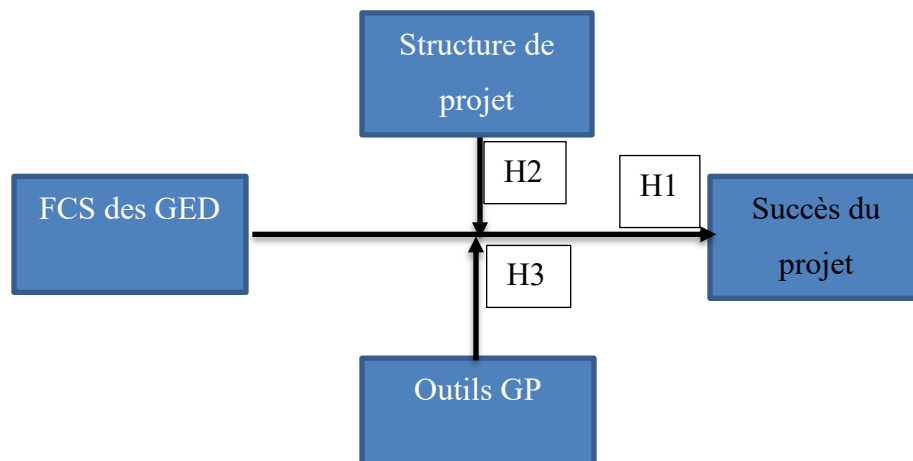 Structure de
projet
H2
H1
FCS des GED
Succès du
projet
H3
Outils GP